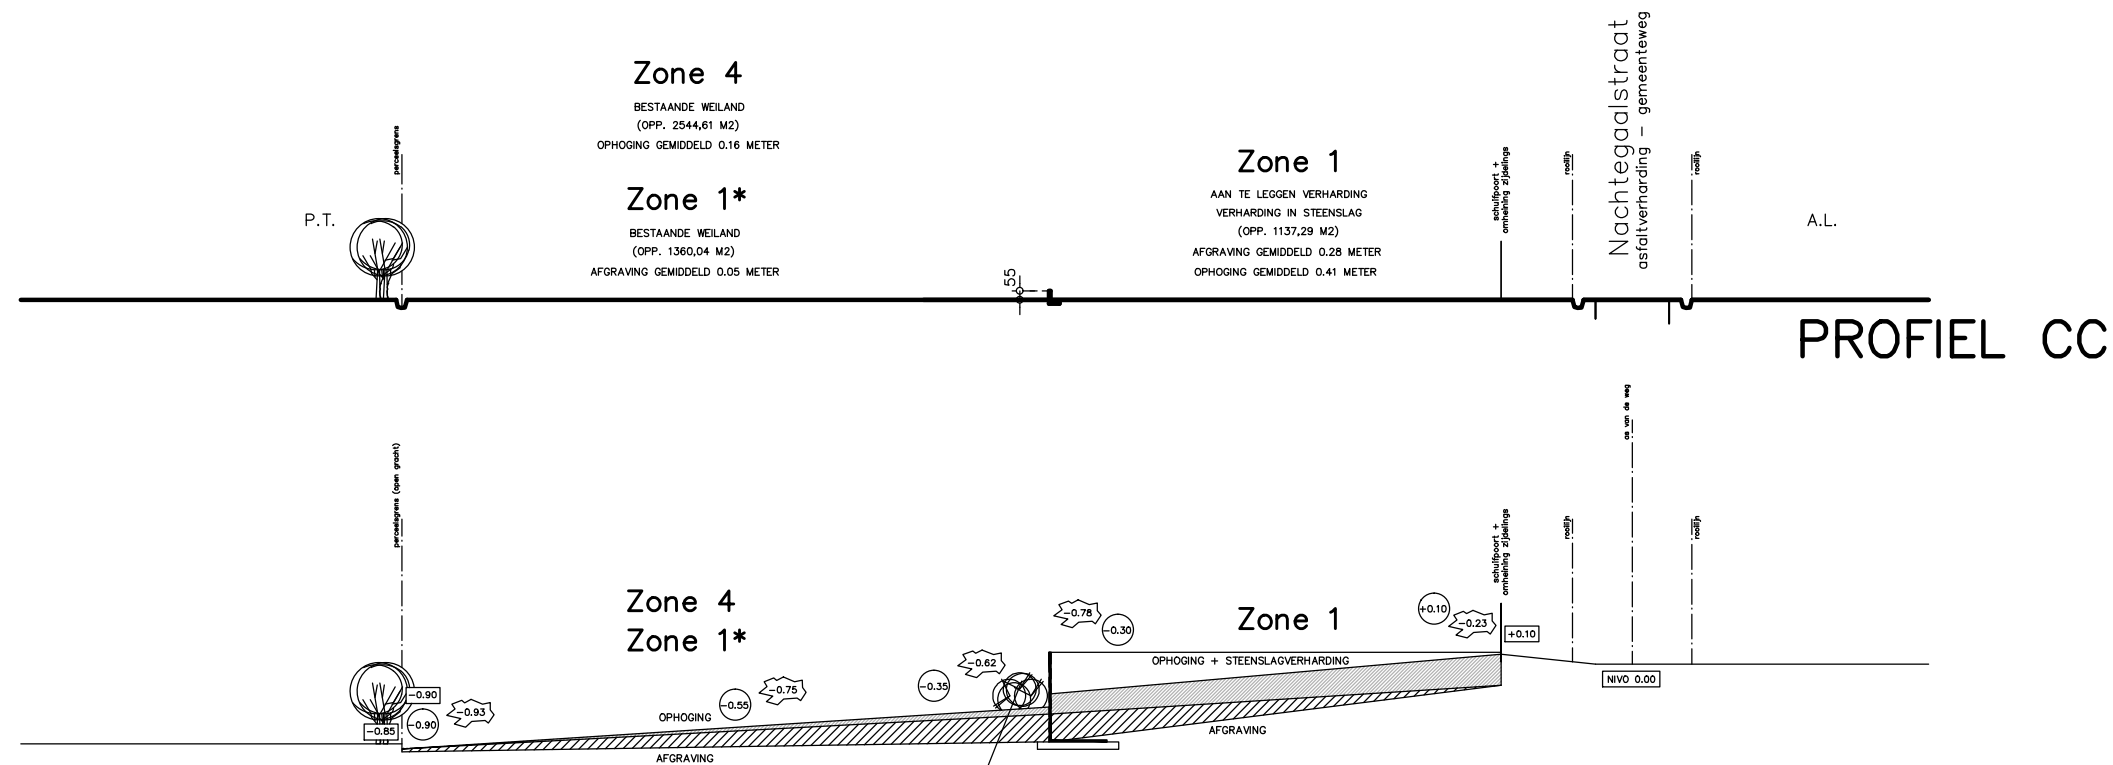 Zone 4
BESTAANDE WEILAND
(OPP. 2544,61 M2)
OPHOGING GEMIDDELD 0.16 METER
Zone 1*
BESTAANDE WEILAND
(OPP. 1360,04 M2)
AFGRAVING GEMIDDELD 0.05 METER
perceelsgrens
P.T.
55
Zone 1
AAN TE LEGGEN VERHARDING
VERHARDING IN STEENSLAG
(OPP. 1137,29 M2)
AFGRAVING GEMIDDELD 0.28 METER
OPHOGING GEMIDDELD 0.41 METER
schuifpoort +
omheining zijdelings
rooilijn
Nachtegaalstraat
asfaltverharding - gemeenteweg
rooilijn
A.L.
PROFIEL CC
perceelsgrens (open gracht)
Zone 4
Zone 1*
-0.90
-0.90
-0.93
-0.85
OPHOGING
-0.55
-0.75
AFGRAVING
-0.35
-0.62
-0.78
-0.30
Zone 1
OPHOGING + STEENSLAGVERHARDING
AFGRAVING
+0.10
-0.23
schuifpoort +
omheining zijdelings
+0.10
rooilijn
as van de weg
rooilijn
NIVO 0.00